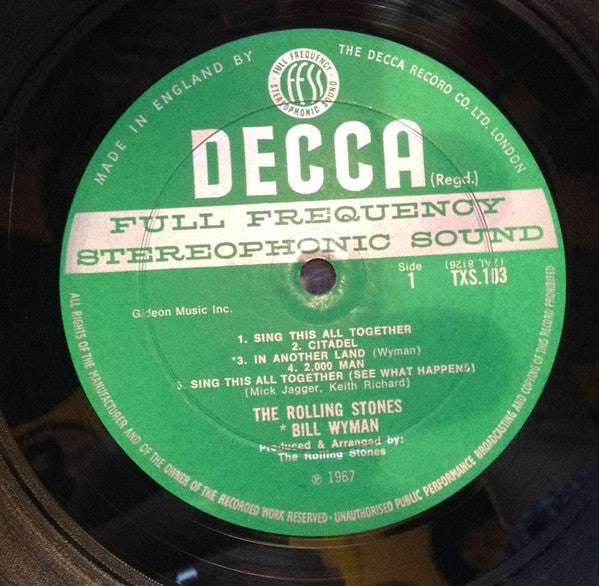 MADE IN ENGLAND BY
THE DECCA RECORD CO. LTD. LONDON
· FULL FREQUENCY ·
STEREOPHONIC SOUND
FFSS
DECCA (Regd.)
FULL FREQUENCY
STEREOPHONIC SOUND
Side
1
(ZAL.8126)
TXS.103
Gideon Music Inc.
1. SING THIS ALL TOGETHER
2. CITADEL
*3. IN ANOTHER LAND (Wyman)
4. 2,000 MAN
5. SING THIS ALL TOGETHER (SEE WHAT HAPPENS)
(Mick Jagger, Keith Richard)
THE ROLLING STONES
* BILL WYMAN
Produced & Arranged by:
The Rolling Stones
℗ 1967
ALL RIGHTS OF THE MANUFACTURER AND OF THE OWNER OF THE RECORDED WORK RESERVED · UNAUTHORISED PUBLIC PERFORMANCE BROADCASTING AND COPYING OF THIS RECORD PROHIBITED